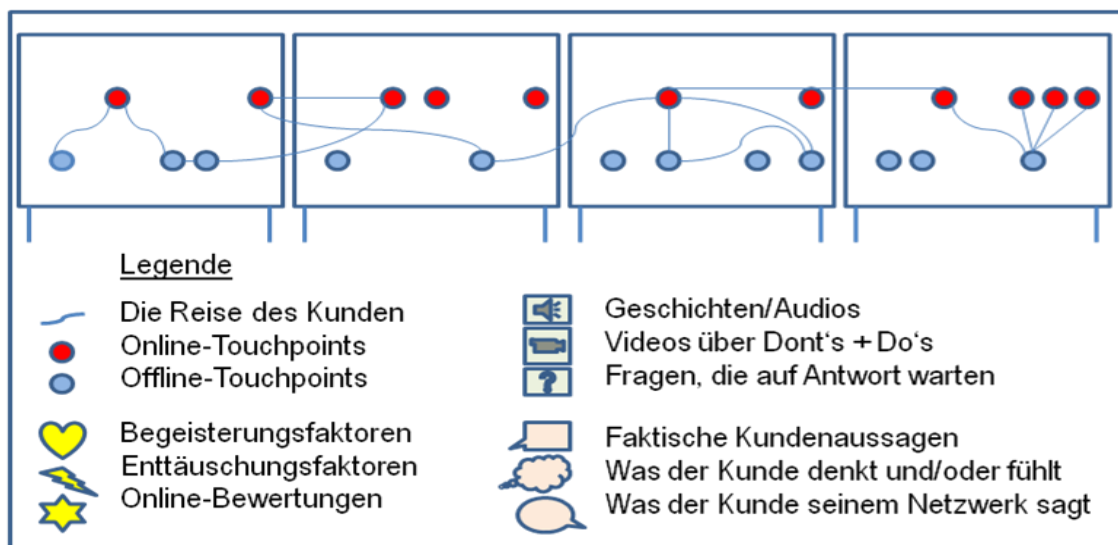 Legende
Die Reise des Kunden
Online-Touchpoints
Offline-Touchpoints
Begeisterungsfaktoren
Enttäuschungsfaktoren
Online-Bewertungen
Geschichten/Audios
Videos über Dont‘s + Do‘s
?
Fragen, die auf Antwort warten
Faktische Kundenaussagen
Was der Kunde denkt und/oder fühlt
Was der Kunde seinem Netzwerk sagt